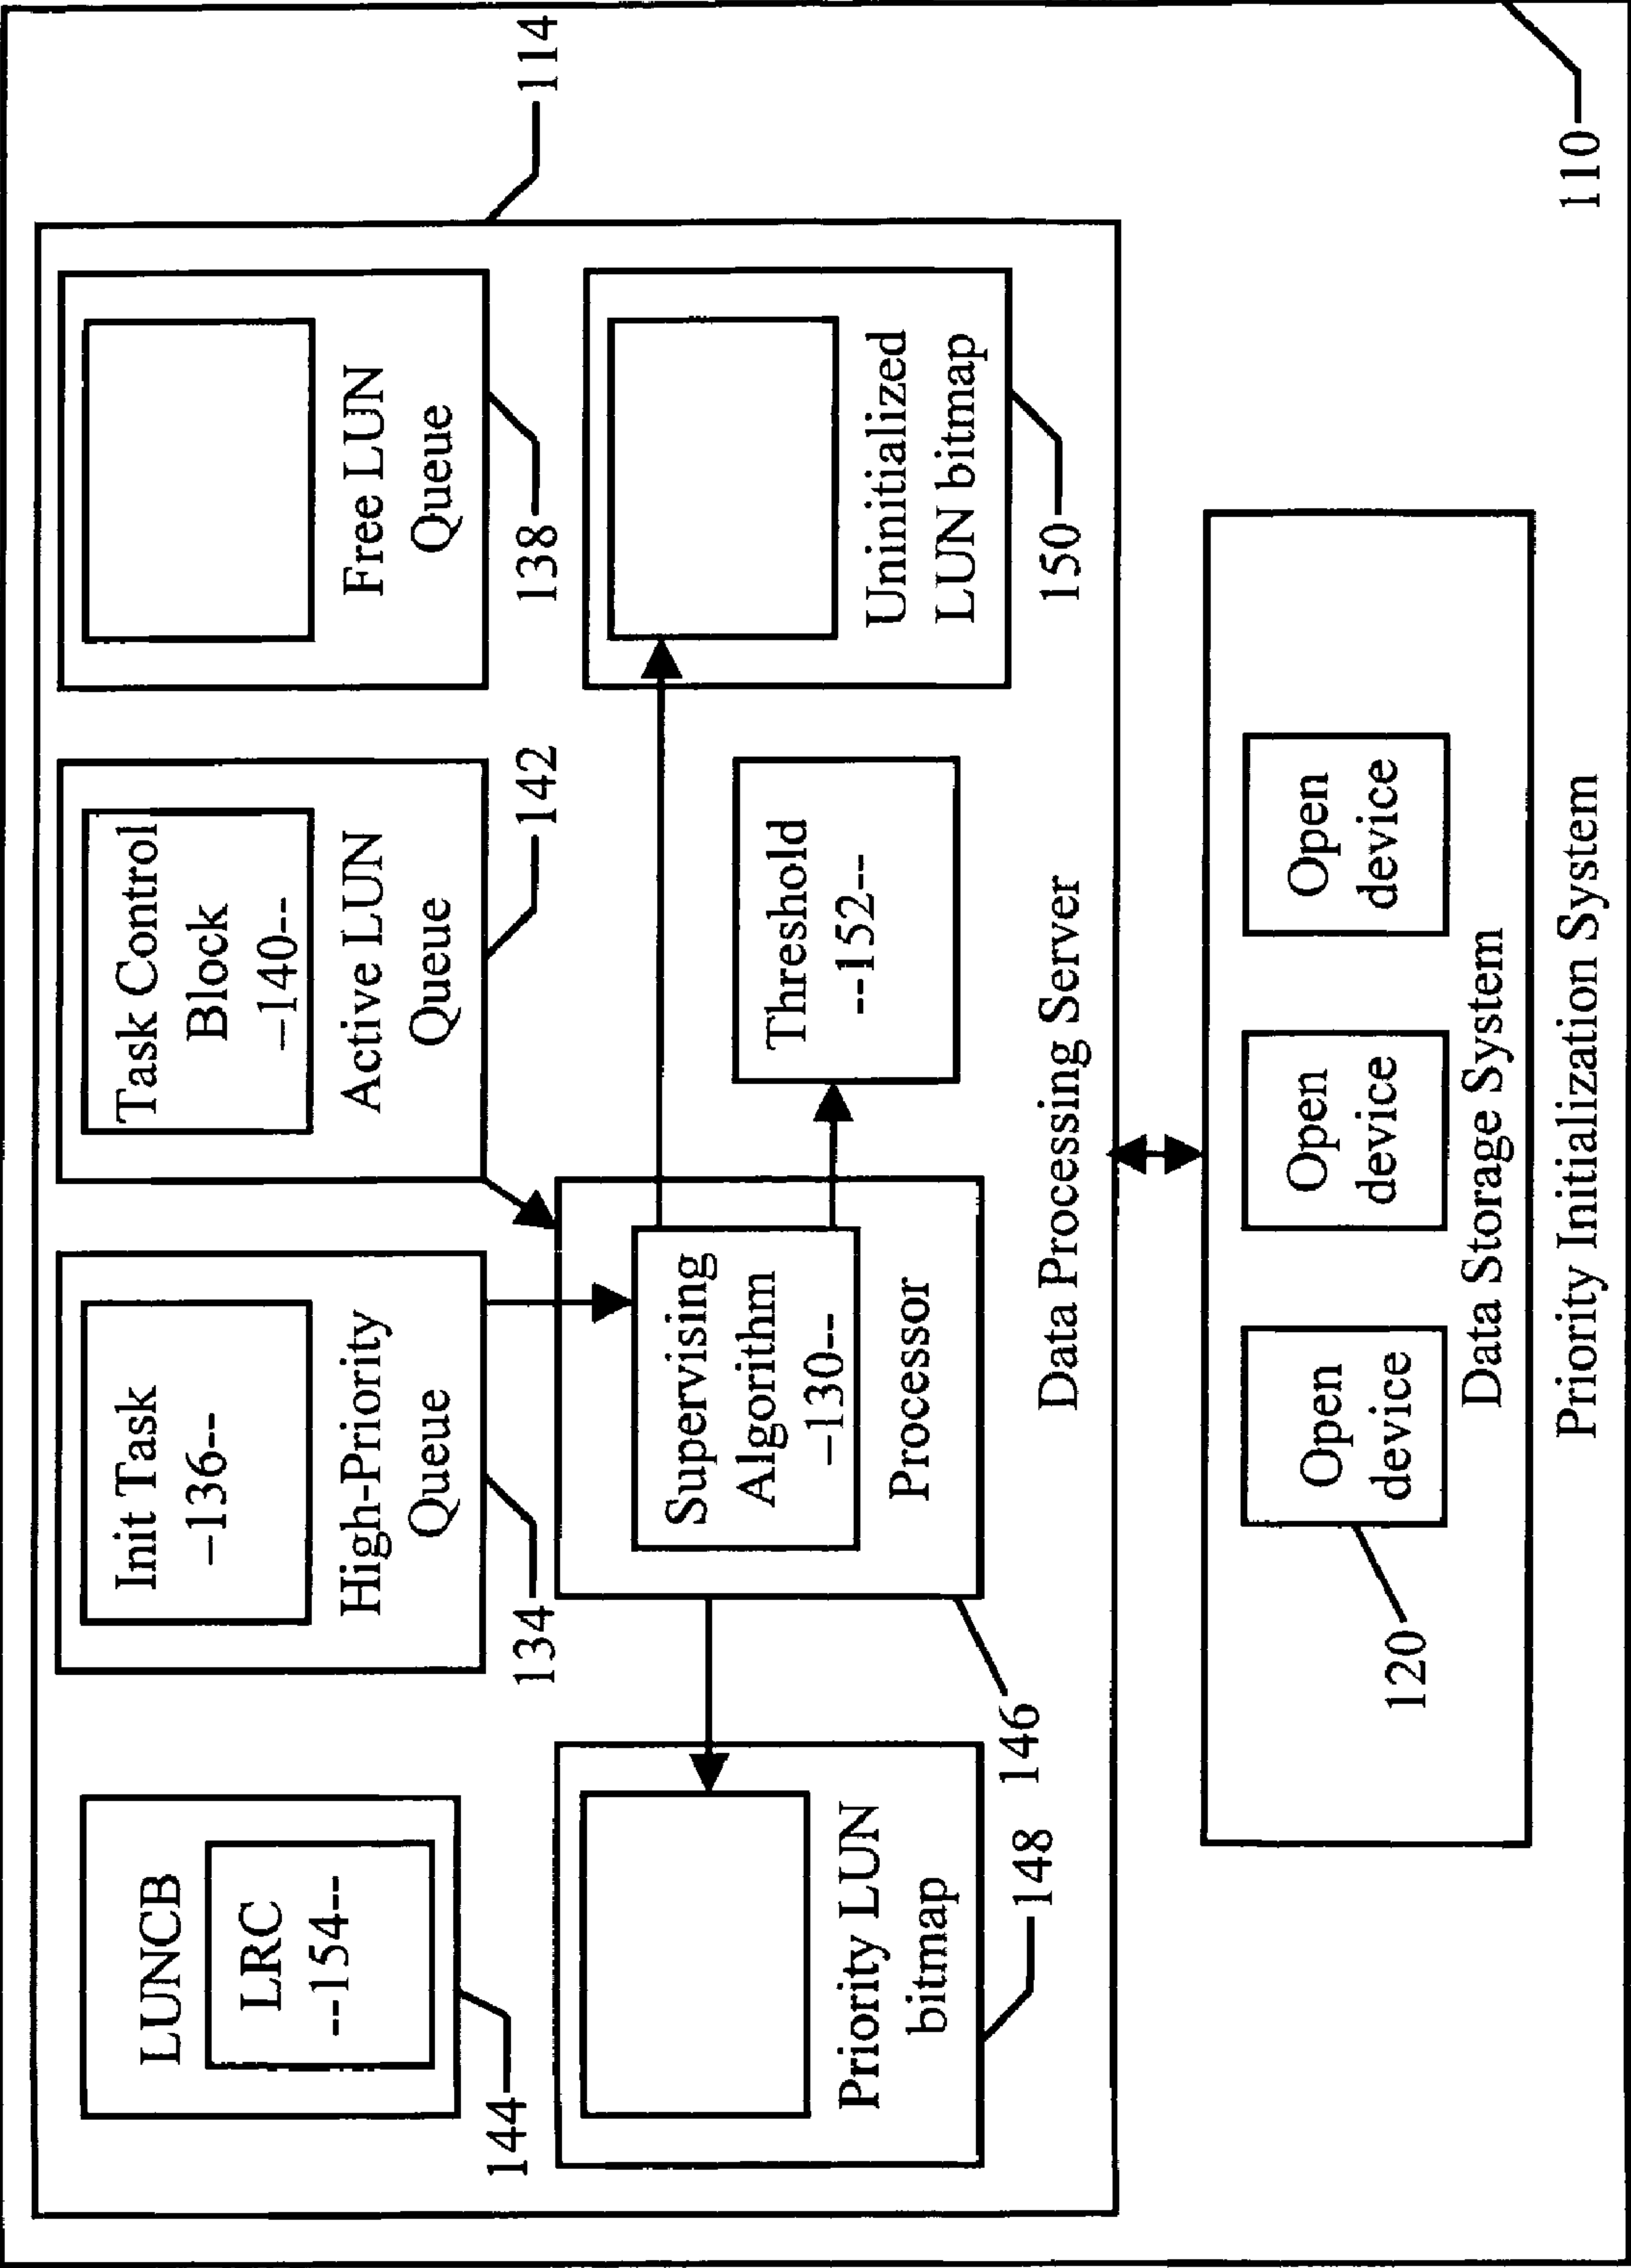 LUNCB
LRC
--154--
144
Init Task
–136--
High-Priority
Queue
134
Task Control
Block
–140--
Active LUN
Queue
142
Free LUN
Queue
138
114
Priority LUN
bitmap
148
Supervising
Algorithm
–130--
Processor
146
Threshold
--152--
Uninitialized
LUN bitmap
150
Data Processing Server
Open
device
120
Open
device
Open
device
Data Storage System
Priority Initialization System
110